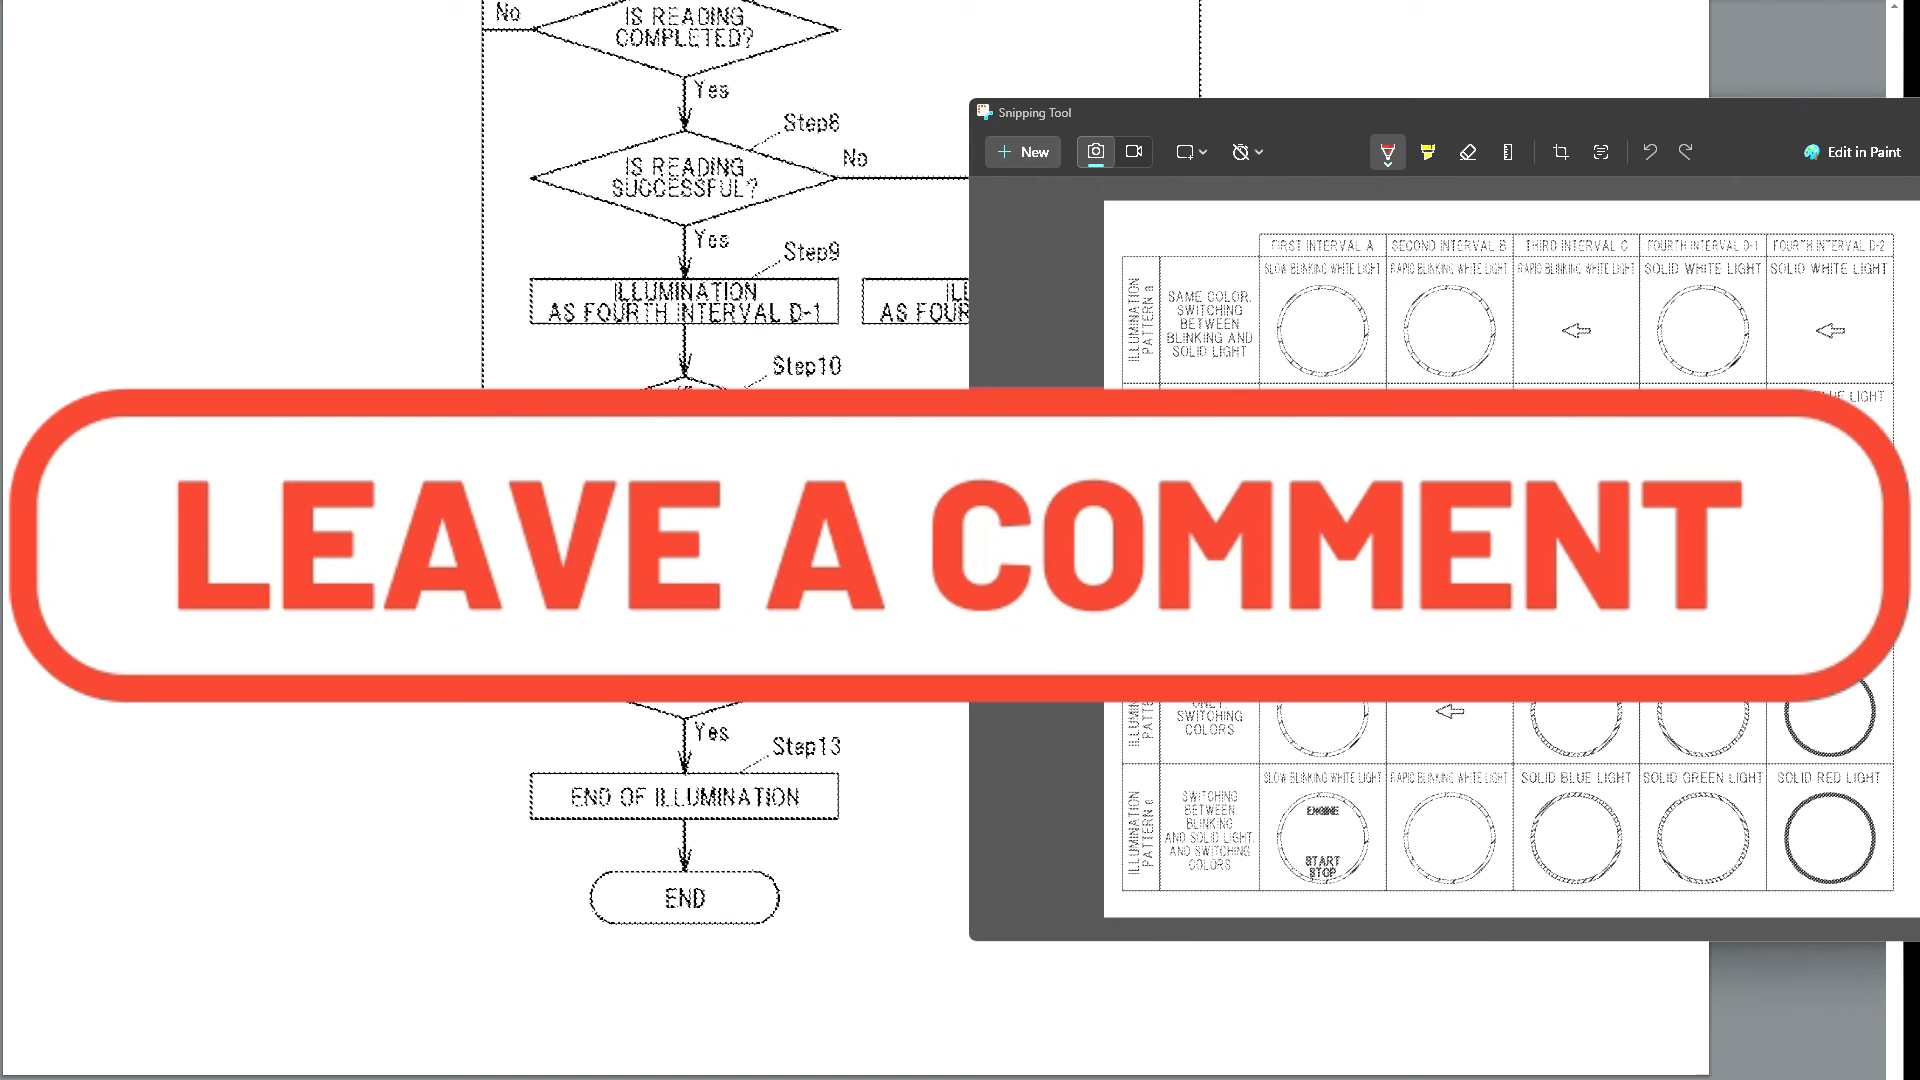 No
IS READING
COMPLETED?
Yes
Step8
IS READING
SUCCESSFUL?
No
Yes
Step9
ILLUMINATION
AS FOURTH INTERVAL D-1
AS FOUR
Step10
LEAVE A COMMENT
Yes
Step13
END OF ILLUMINATION
END
Snipping Tool
New
Edit in Paint
FIRST INTERVAL A
SECOND INTERVAL B
THIRD INTERVAL C
FOURTH INTERVAL D-1
FOURTH INTERVAL D-2
ILLUMINATION
PATTERN a
SAME COLOR,
SWITCHING
BETWEEN
BLINKING AND
SOLID LIGHT
SLOW BLINKING WHITE LIGHT
RAPID BLINKING WHITE LIGHT
RAPID BLINKING WHITE LIGHT
SOLID WHITE LIGHT
SOLID WHITE LIGHT
LIGHT
SWITCHING
COLORS
ILLUMINATION
PATTERN e
SWITCHING
BETWEEN
BLINKING
AND SOLID LIGHT,
AND SWITCHING
COLORS
SLOW BLINKING WHITE LIGHT
ENGINE
START
STOP
RAPID BLINKING WHITE LIGHT
SOLID BLUE LIGHT
SOLID GREEN LIGHT
SOLID RED LIGHT